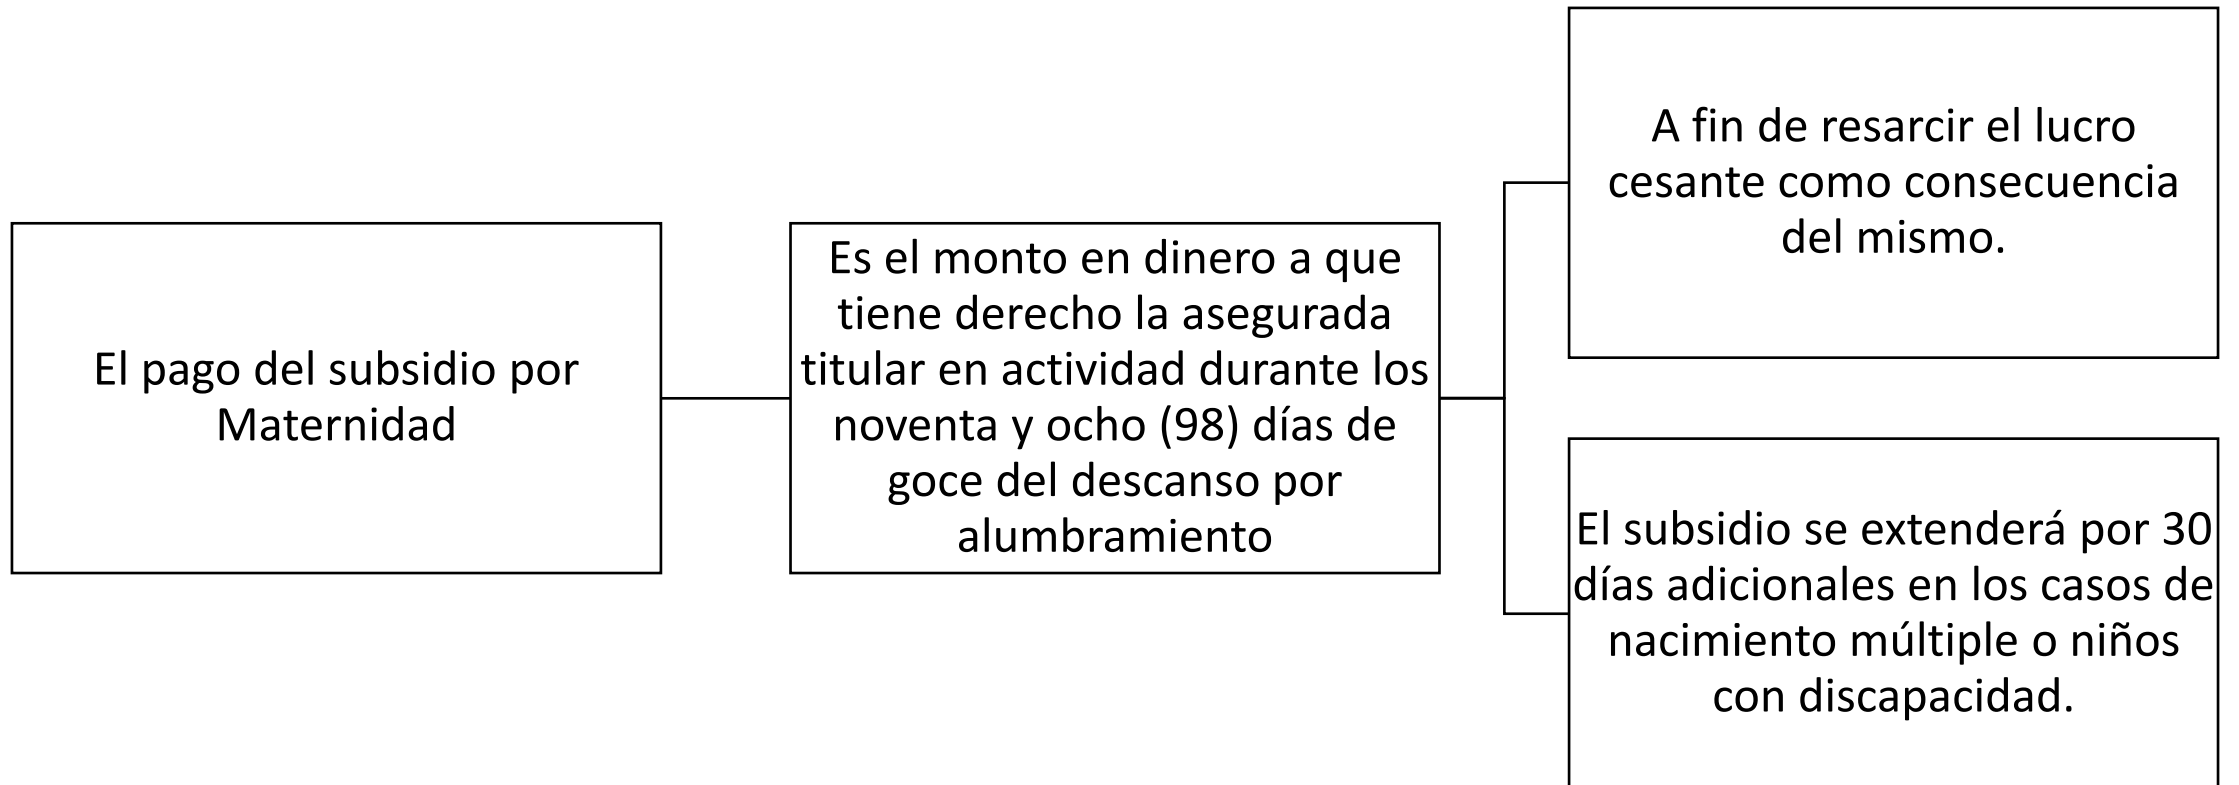 El pago del subsidio por
Maternidad
Es el monto en dinero a que
tiene derecho la asegurada
titular en actividad durante los
noventa y ocho (98) días de
goce del descanso por
alumbramiento
A fin de resarcir el lucro
cesante como consecuencia
del mismo.
El subsidio se extenderá por 30
días adicionales en los casos de
nacimiento múltiple o niños
con discapacidad.